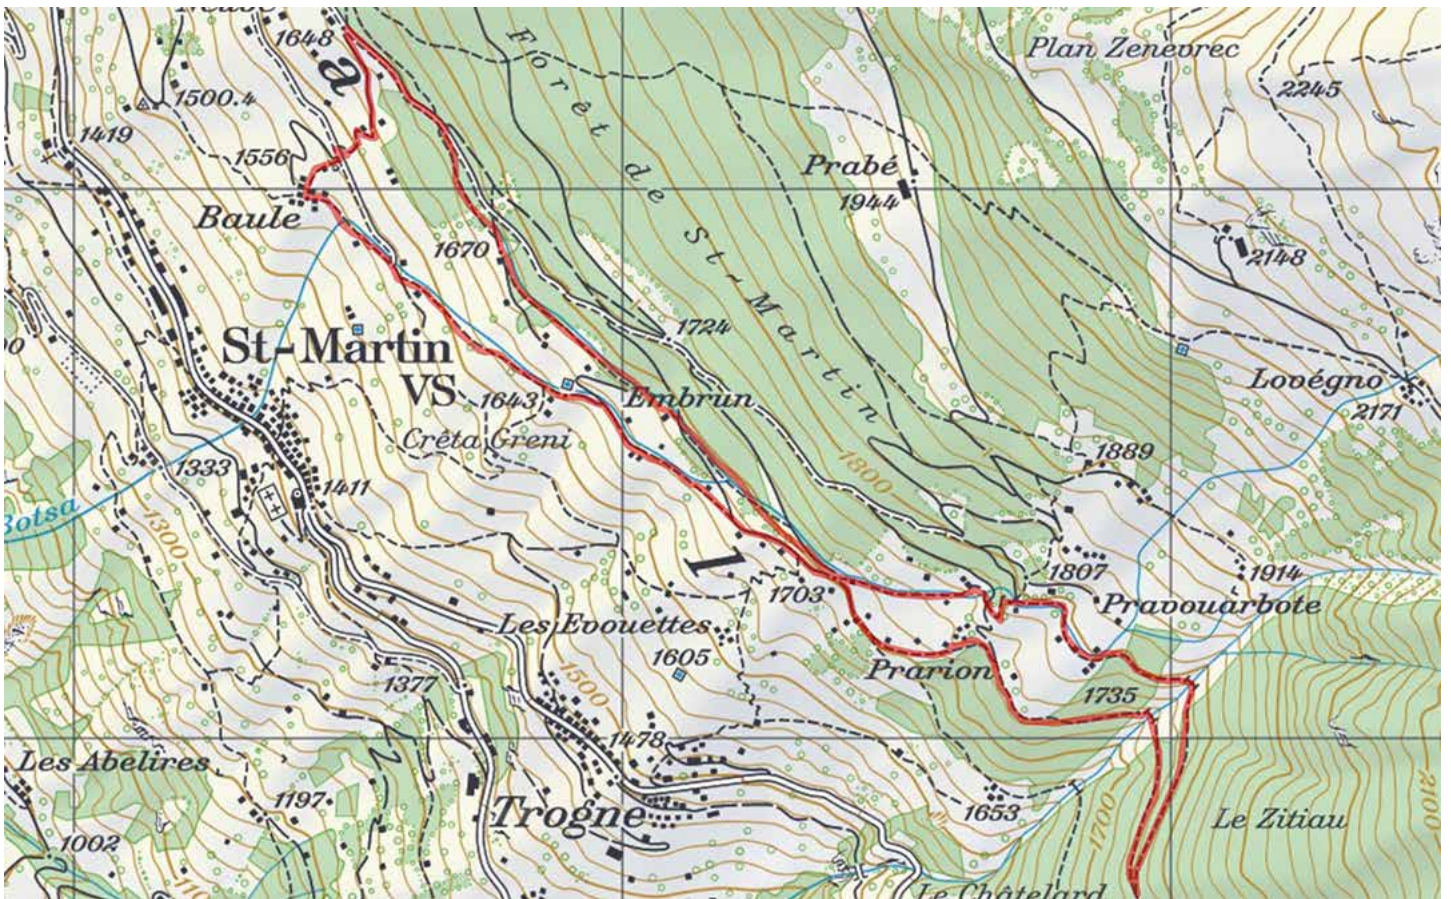 1648
a
Forêt de St-Martin
Plan Zenevrec
2245
1500.4
1419
1556
Prabé
1944
Baule
1670
2148
St-Martin
VS
1724
Lovégno
2171
1643
Embrun
Crêta Greni
1333
1889
1411
1800
Botsa
1300
l
1703
1807
1914
Pravouarbote
Les Evouettes
1605
Prarion
1377
1735
1500
1478
Les Abelires
1197
Trogne
1653
1700
Le Zitiau
2100
1002
Le Châtelard